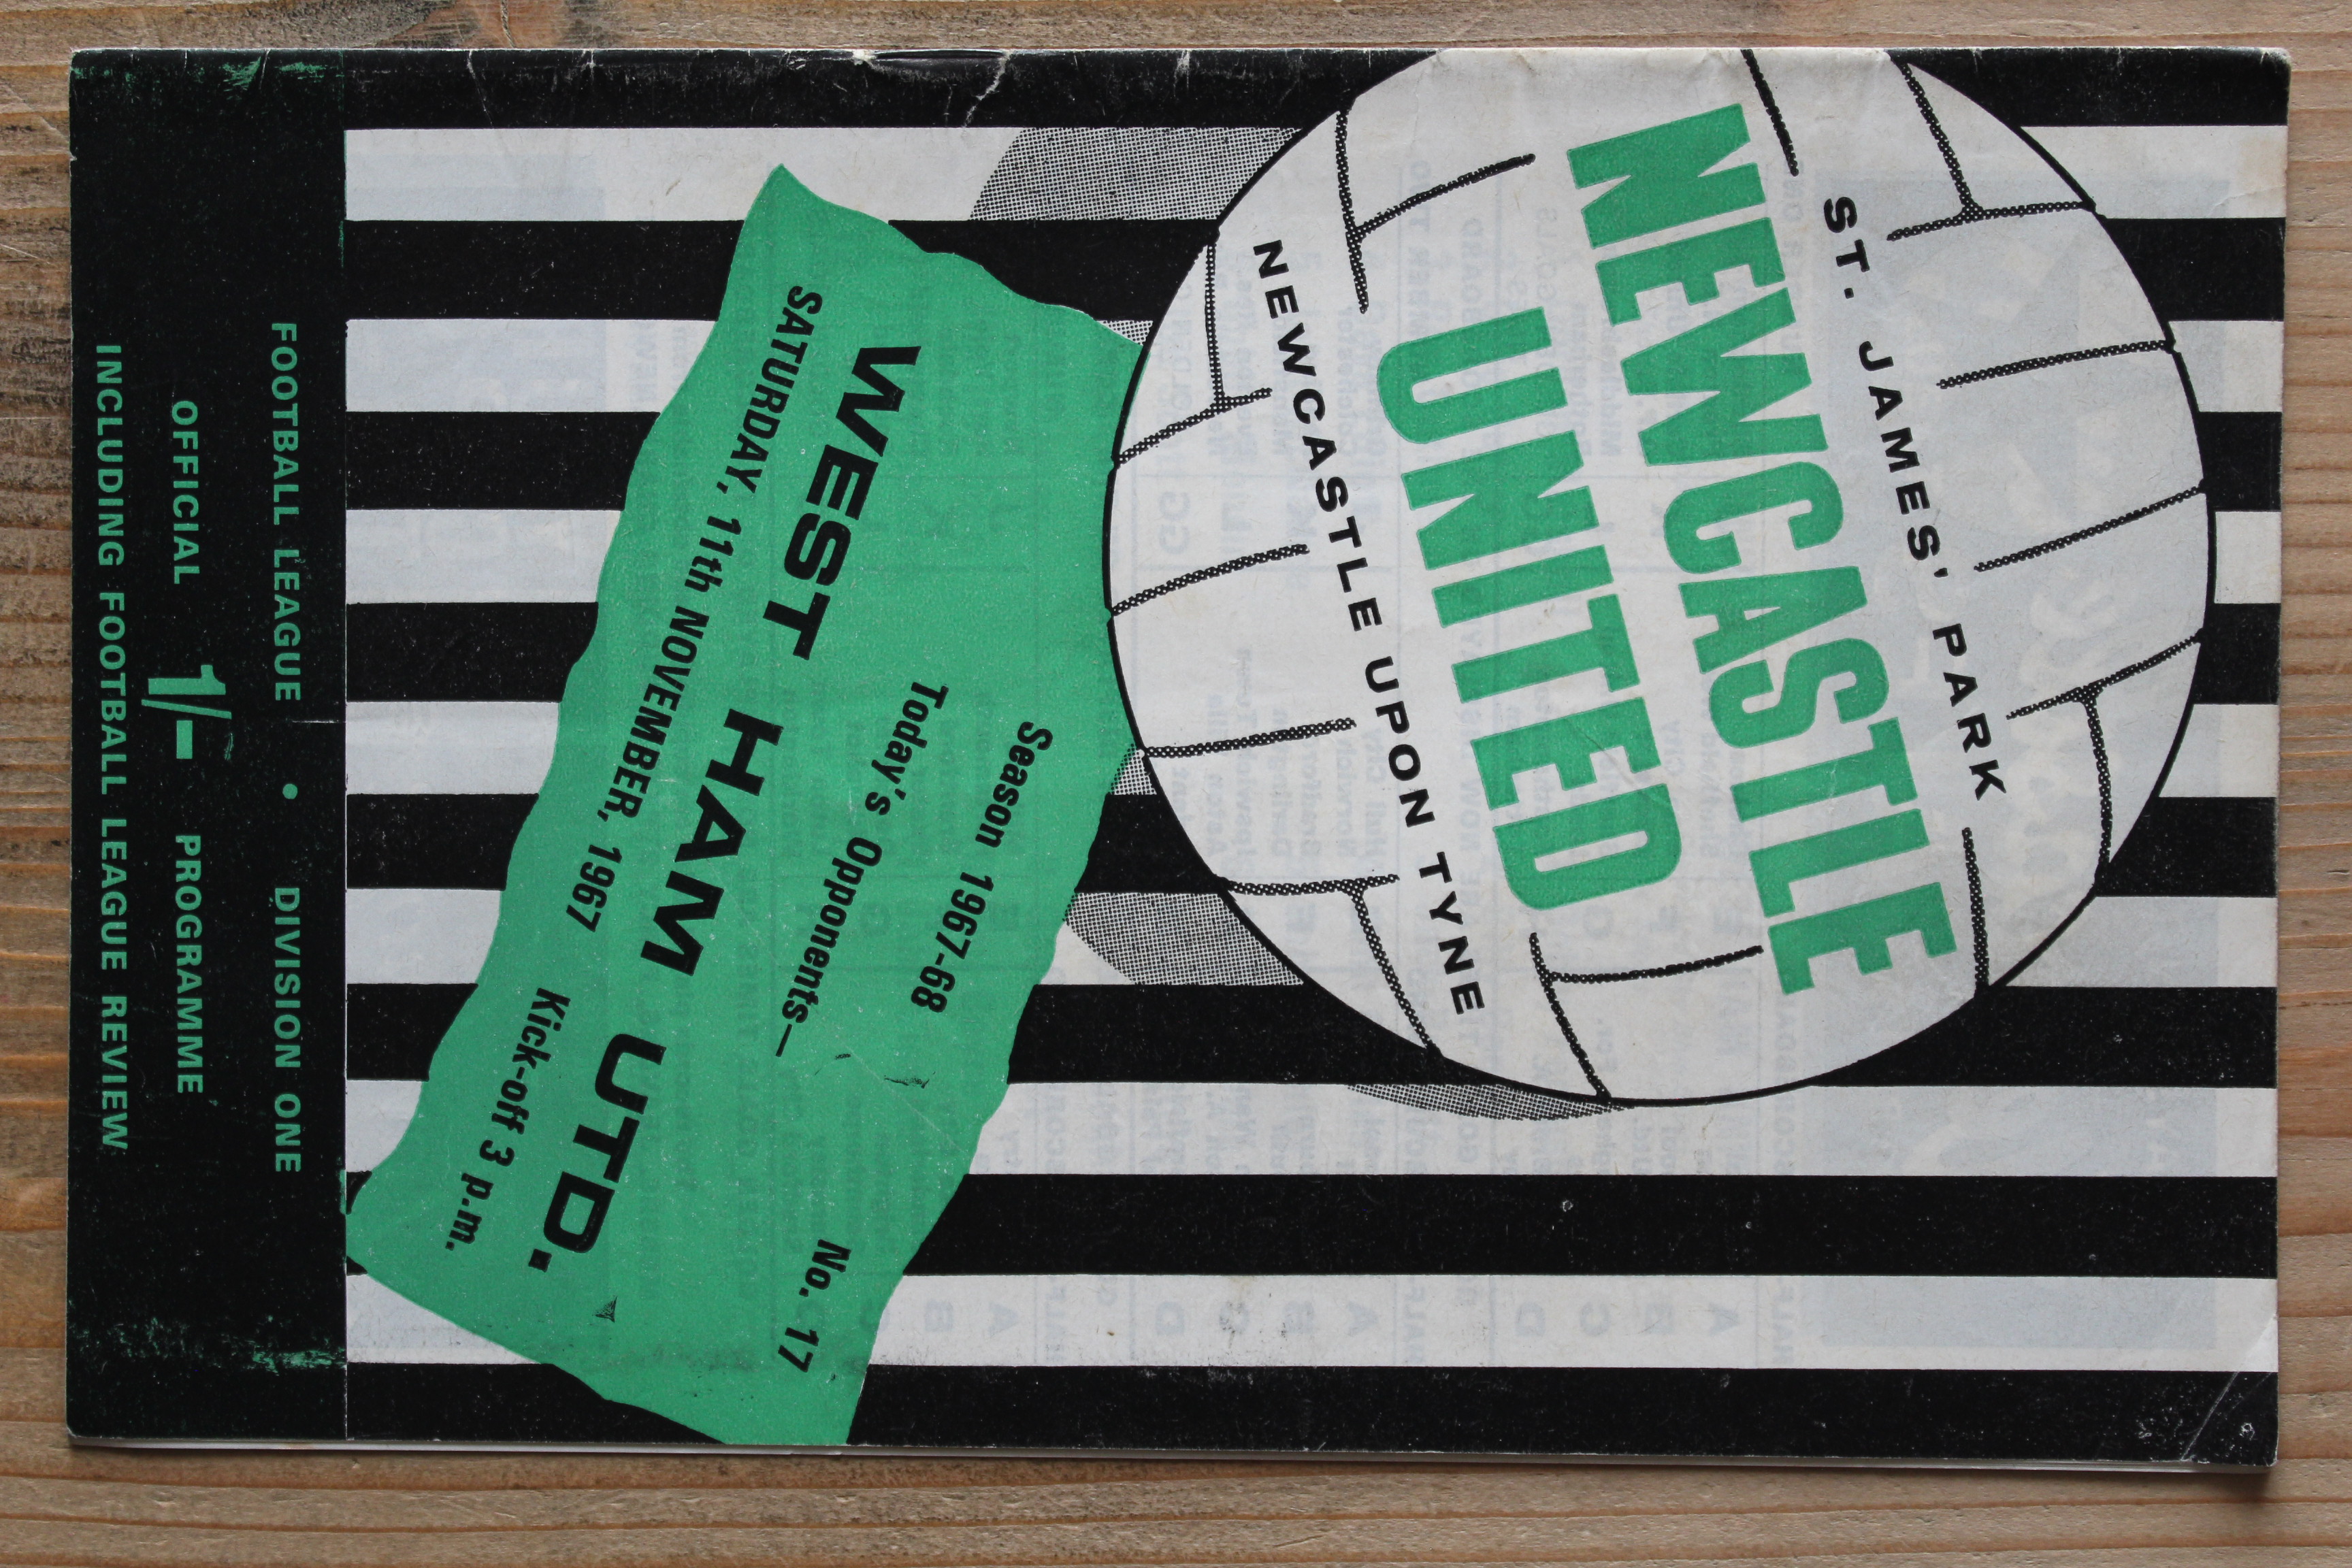 ST. JAMES' PARK
NEWCASTLE
UNITED
NEWCASTLE UPON TYNE
Season 1967-68 No. 17
Today's Opponents—
WEST HAM UTD.
SATURDAY, 11th NOVEMBER, 1967 Kick-off 3 p.m.
FOOTBALL LEAGUE • DIVISION ONE
OFFICIAL 1/- PROGRAMME
INCLUDING FOOTBALL LEAGUE REVIEW